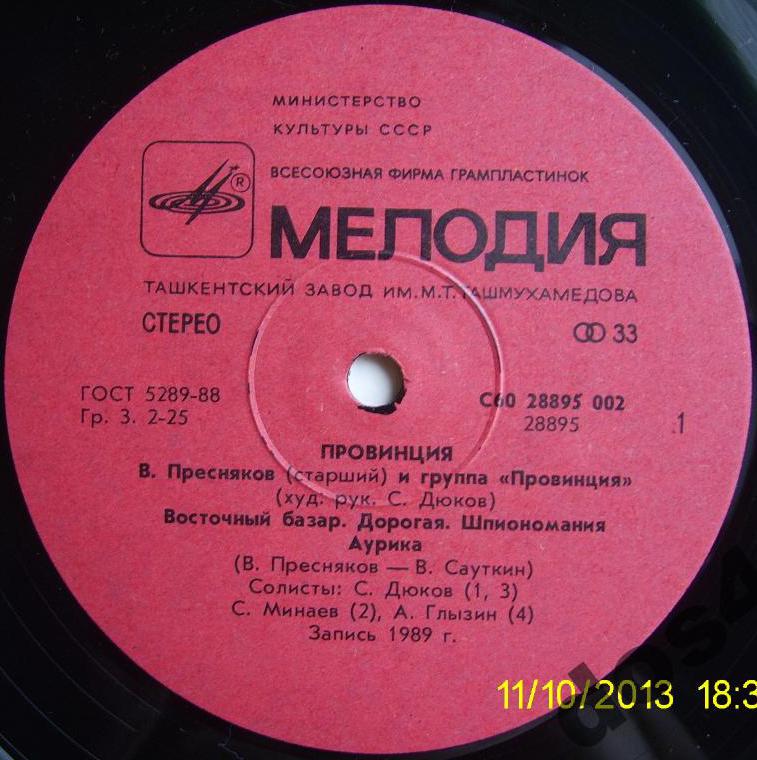 МИНИСТЕРСТВО
КУЛЬТУРЫ СССР
ВСЕСОЮЗНАЯ ФИРМА ГРАМПЛАСТИНОК
®
МЕЛОДИЯ
ТАШКЕНТСКИЙ ЗАВОД ИМ.М.Т.ТАШМУХАМЕДОВА
СТЕРЕО
33
ГОСТ 5289-88
Гр. 3. 2-25
С60 28895 002
28895
1
ПРОВИНЦИЯ
В. Пресняков (старший) и группа «Провинция»
(худ. рук. С. Дюков)
Восточный базар. Дорогая. Шпиономания
Аурика
(В. Пресняков — В. Сауткин)
Солисты: С. Дюков (1, 3)
С. Минаев (2), А. Глызин (4)
Запись 1989 г.
11/10/2013 18:3
dos4